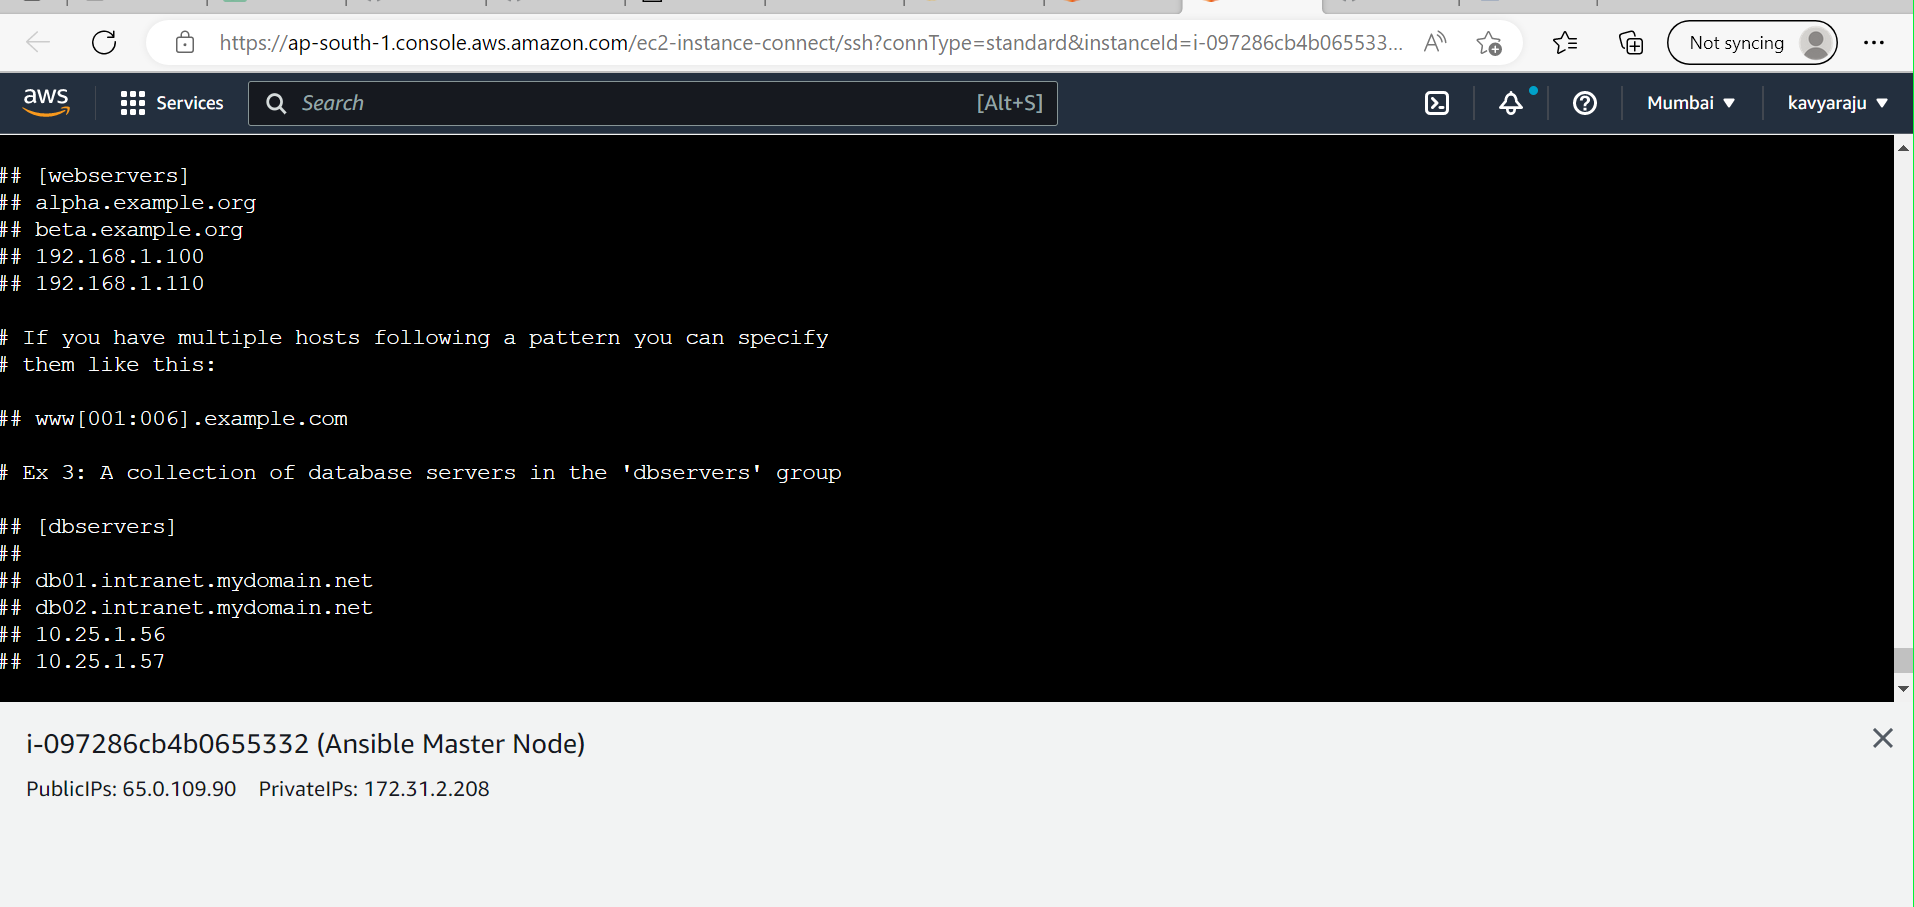 https://ap-south-1.console.aws.amazon.com/ec2-instance-connect/ssh?connType=standard&instanceId=i-097286cb4b065533...
Not syncing
aws
Services
Search
[Alt+S]
Mumbai
kavyaraju
## [webservers]
## alpha.example.org
## beta.example.org
## 192.168.1.100
## 192.168.1.110
# If you have multiple hosts following a pattern you can specify
# them like this:
## www[001:006].example.com
# Ex 3: A collection of database servers in the 'dbservers' group
## [dbservers]
##
## db01.intranet.mydomain.net
## db02.intranet.mydomain.net
## 10.25.1.56
## 10.25.1.57
i-097286cb4b0655332 (Ansible Master Node)
PublicIPs: 65.0.109.90 PrivateIPs: 172.31.2.208